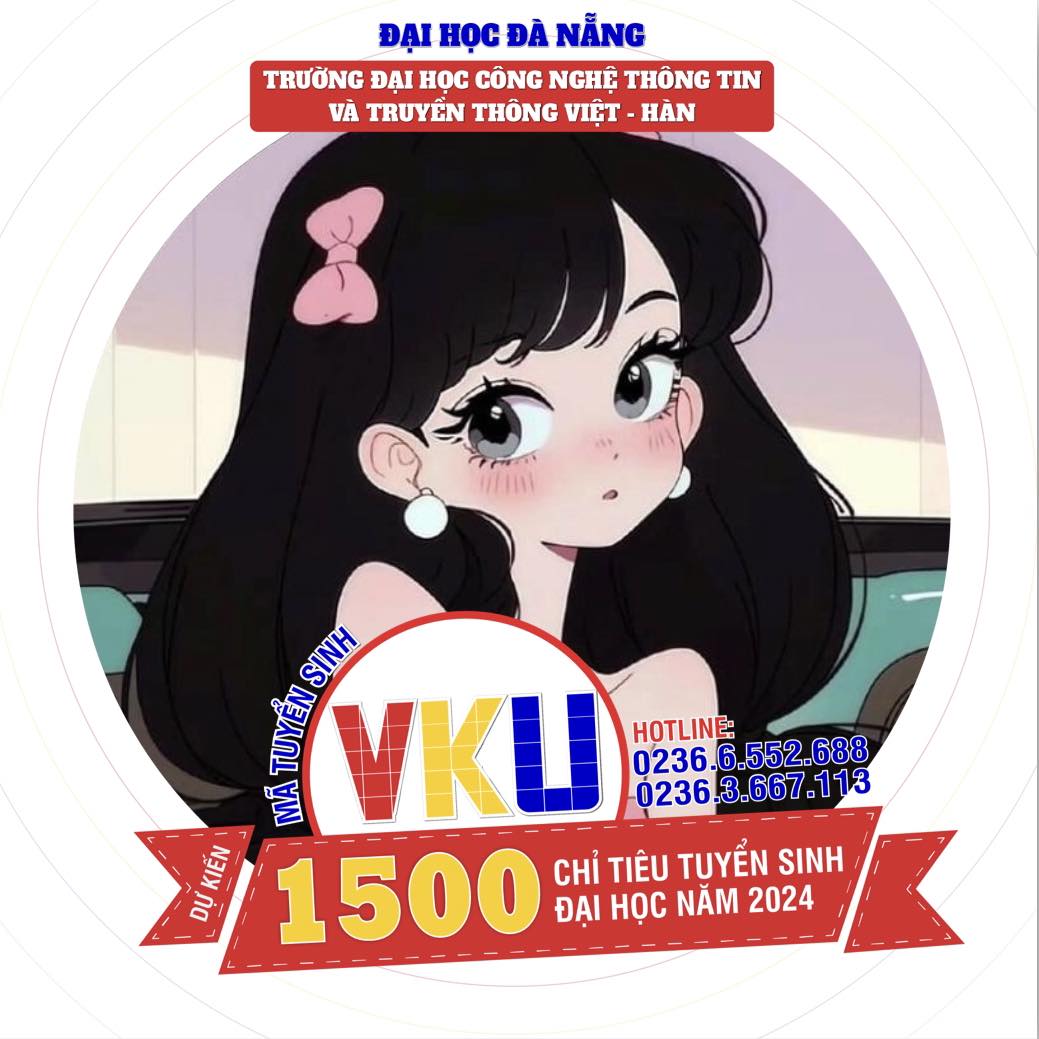 ĐẠI HỌC ĐÀ NẴNG
TRƯỜNG ĐẠI HỌC CÔNG NGHỆ THÔNG TIN
VÀ TRUYỀN THÔNG VIỆT - HÀN
MÃ TUYỂN SINH
VKU
HOTLINE:
0236.6.552.688
0236.3.667.113
DỰ KIẾN
1500
CHỈ TIÊU TUYỂN SINH
ĐẠI HỌC NĂM 2024